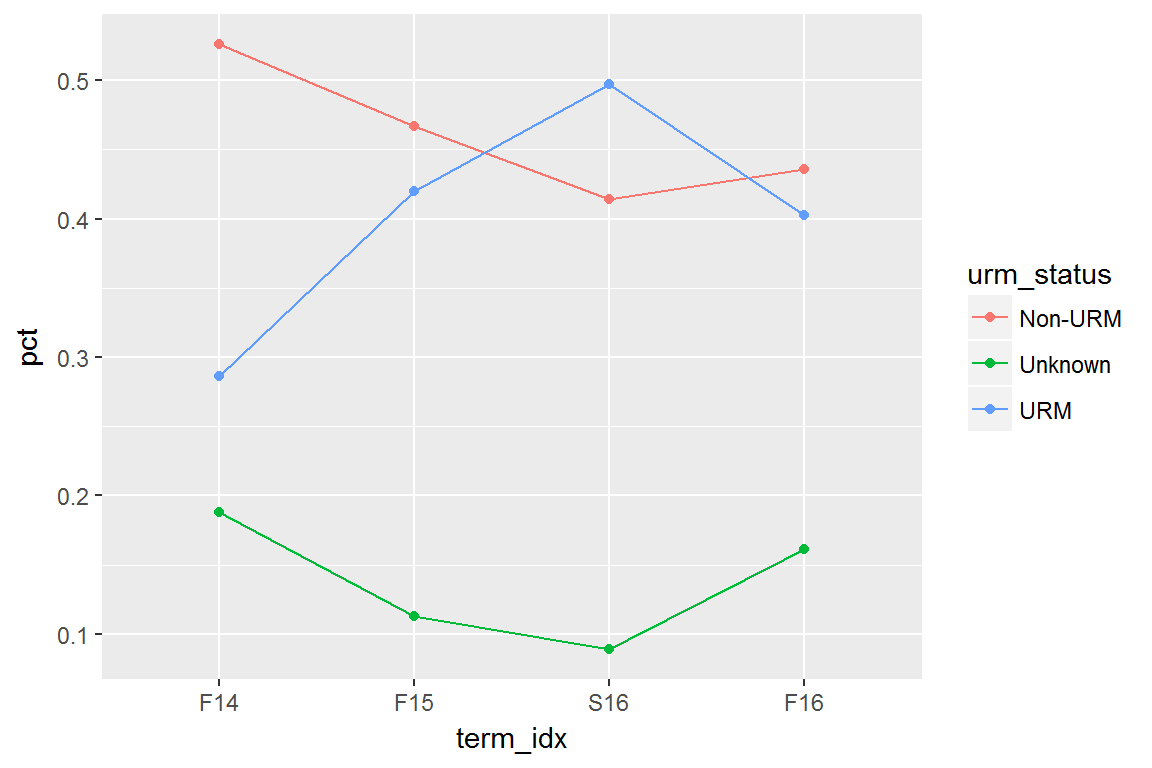 0.5
0.4
0.3
0.2
0.1
pct
F14 F15 S16 F16
term_idx
urm_status
Non-URM
Unknown
URM